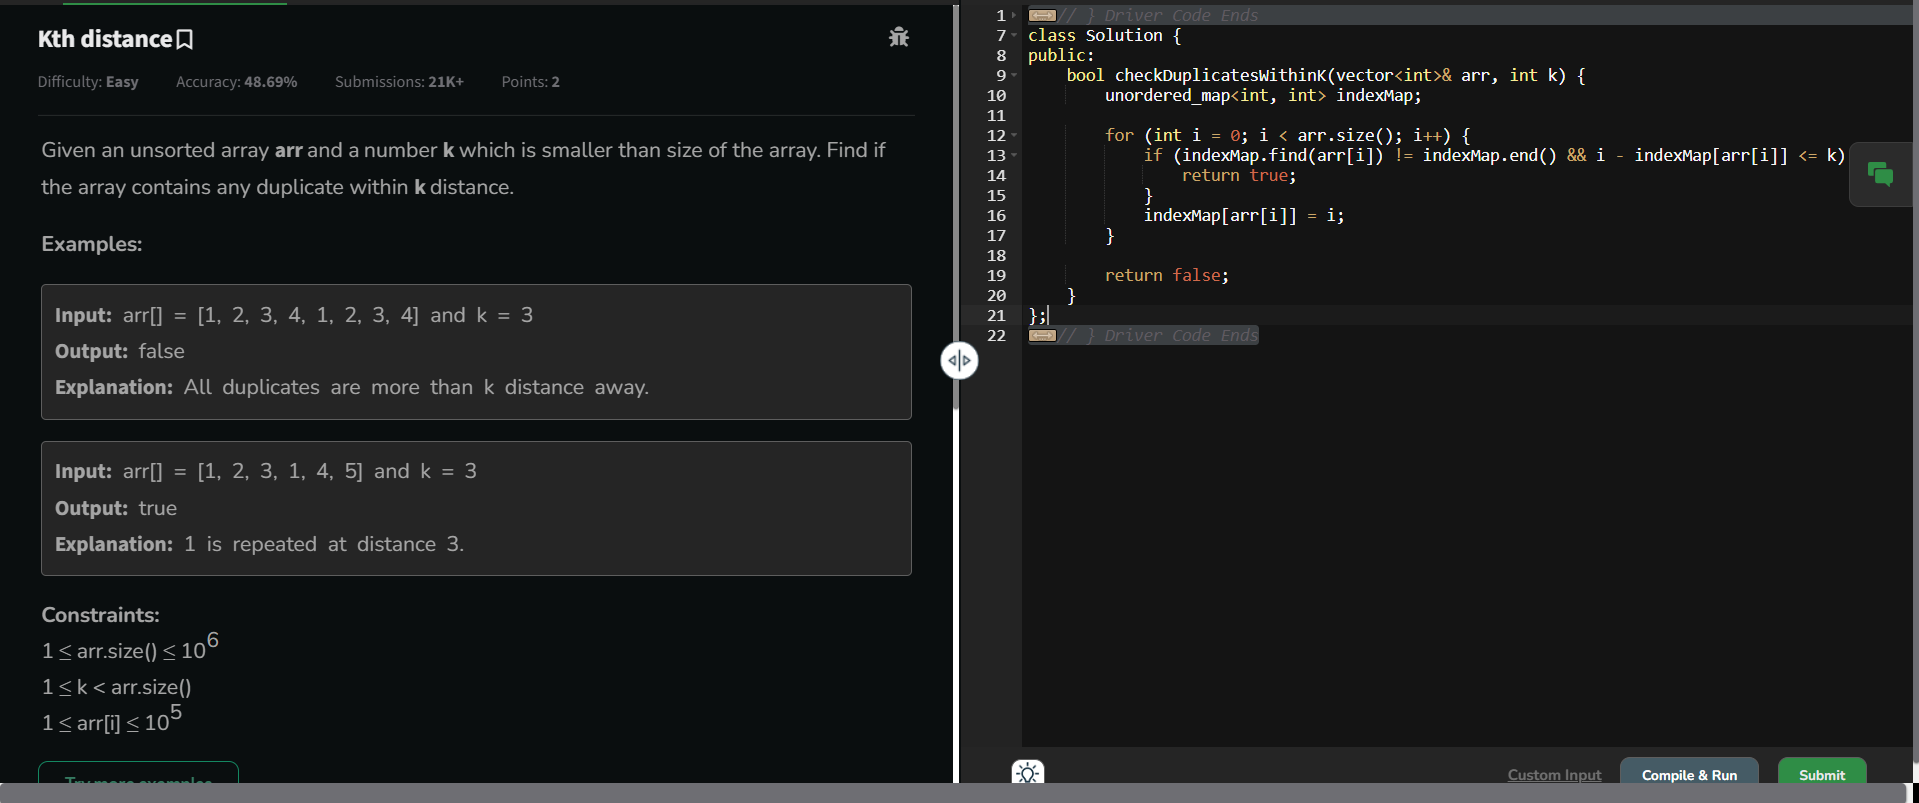 Kth distance
Difficulty: Easy Accuracy: 48.69% Submissions: 21K+ Points: 2
Given an unsorted array arr and a number k which is smaller than size of the array. Find if
the array contains any duplicate within k distance.
Examples:
Input: arr[] = [1, 2, 3, 4, 1, 2, 3, 4] and k = 3
Output: false
Explanation: All duplicates are more than k distance away.
Input: arr[] = [1, 2, 3, 1, 4, 5] and k = 3
Output: true
Explanation: 1 is repeated at distance 3.
Constraints:
1 ≤ arr.size() ≤ 10^6
1 ≤ k < arr.size()
1 ≤ arr[i] ≤ 10^5
Try more examples
1 // } Driver Code Ends
7 class Solution {
8 public:
9     bool checkDuplicatesWithinK(vector<int>& arr, int k) {
10         unordered_map<int, int> indexMap;
11
12         for (int i = 0; i < arr.size(); i++) {
13             if (indexMap.find(arr[i]) != indexMap.end() && i - indexMap[arr[i]] <= k)
14                 return true;
15             }
16             indexMap[arr[i]] = i;
17         }
18
19         return false;
20     }
21 };
22 // } Driver Code Ends
Custom Input Compile & Run Submit